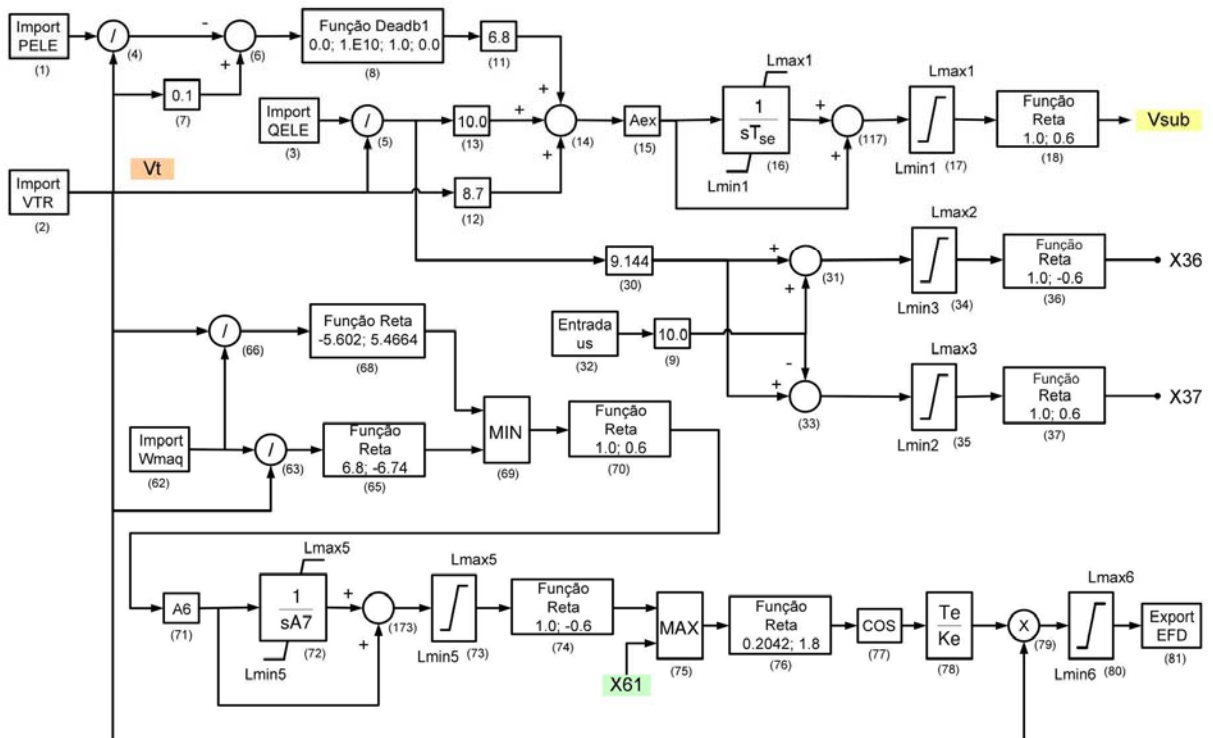 Import
PELE
(1)
/
(4)
-
+
(6)
Função Deadb1
0.0; 1.E10; 1.0; 0.0
(8)
6.8
(11)
0.1
(7)
Import
QELE
(3)
/
(5)
10.0
(13)
+
+
+
(14)
8.7
(12)
Aex
(15)
Lmax1
1
sTse
(16)
Lmin1
+
+
(117)
Lmax1
Lmin1
(17)
Função
Reta
1.0; 0.6
(18)
Vsub
Vt
Import
VTR
(2)
9.144
(30)
+
+
(31)
Lmax2
Lmin3
(34)
Função
Reta
1.0; -0.6
(36)
X36
Entrada
us
(32)
10.0
(9)
-
+
(33)
Lmax3
Lmin2
(35)
Função
Reta
1.0; 0.6
(37)
X37
/
(66)
Função Reta
-5.602; 5.4664
(68)
Import
Wmaq
(62)
/
(63)
Função
Reta
6.8; -6.74
(65)
MIN
(69)
Função
Reta
1.0; 0.6
(70)
A6
(71)
Lmax5
1
sA7
(72)
Lmin5
+
+
(173)
Lmax5
Lmin5
(73)
Função
Reta
1.0; -0.6
(74)
X61
MAX
(75)
Função
Reta
0.2042; 1.8
(76)
COS
(77)
Te
Ke
(78)
X
(79)
Lmax6
Lmin6
(80)
Export
EFD
(81)